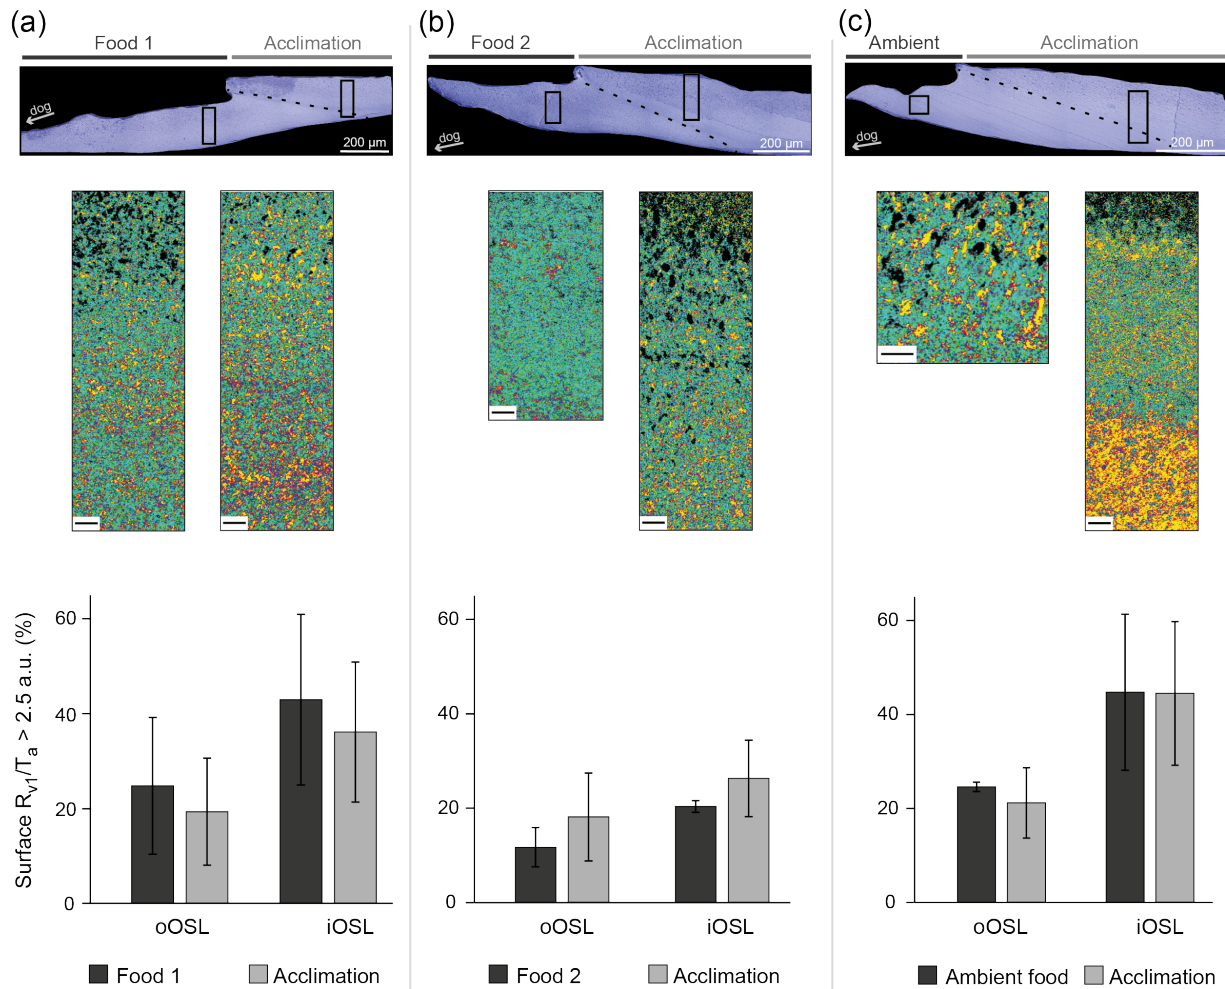 (a)
(b)
(c)
Food 1
Acclimation
Food 2
Acclimation
Ambient
Acclimation
dog
200 µm
dog
200 µm
dog
200 µm
Surface Rv1/Ta > 2.5 a.u. (%)
60
40
20
0
oOSL
iOSL
Food 1
Acclimation
60
40
20
0
oOSL
iOSL
Food 2
Acclimation
60
40
20
0
oOSL
iOSL
Ambient food
Acclimation